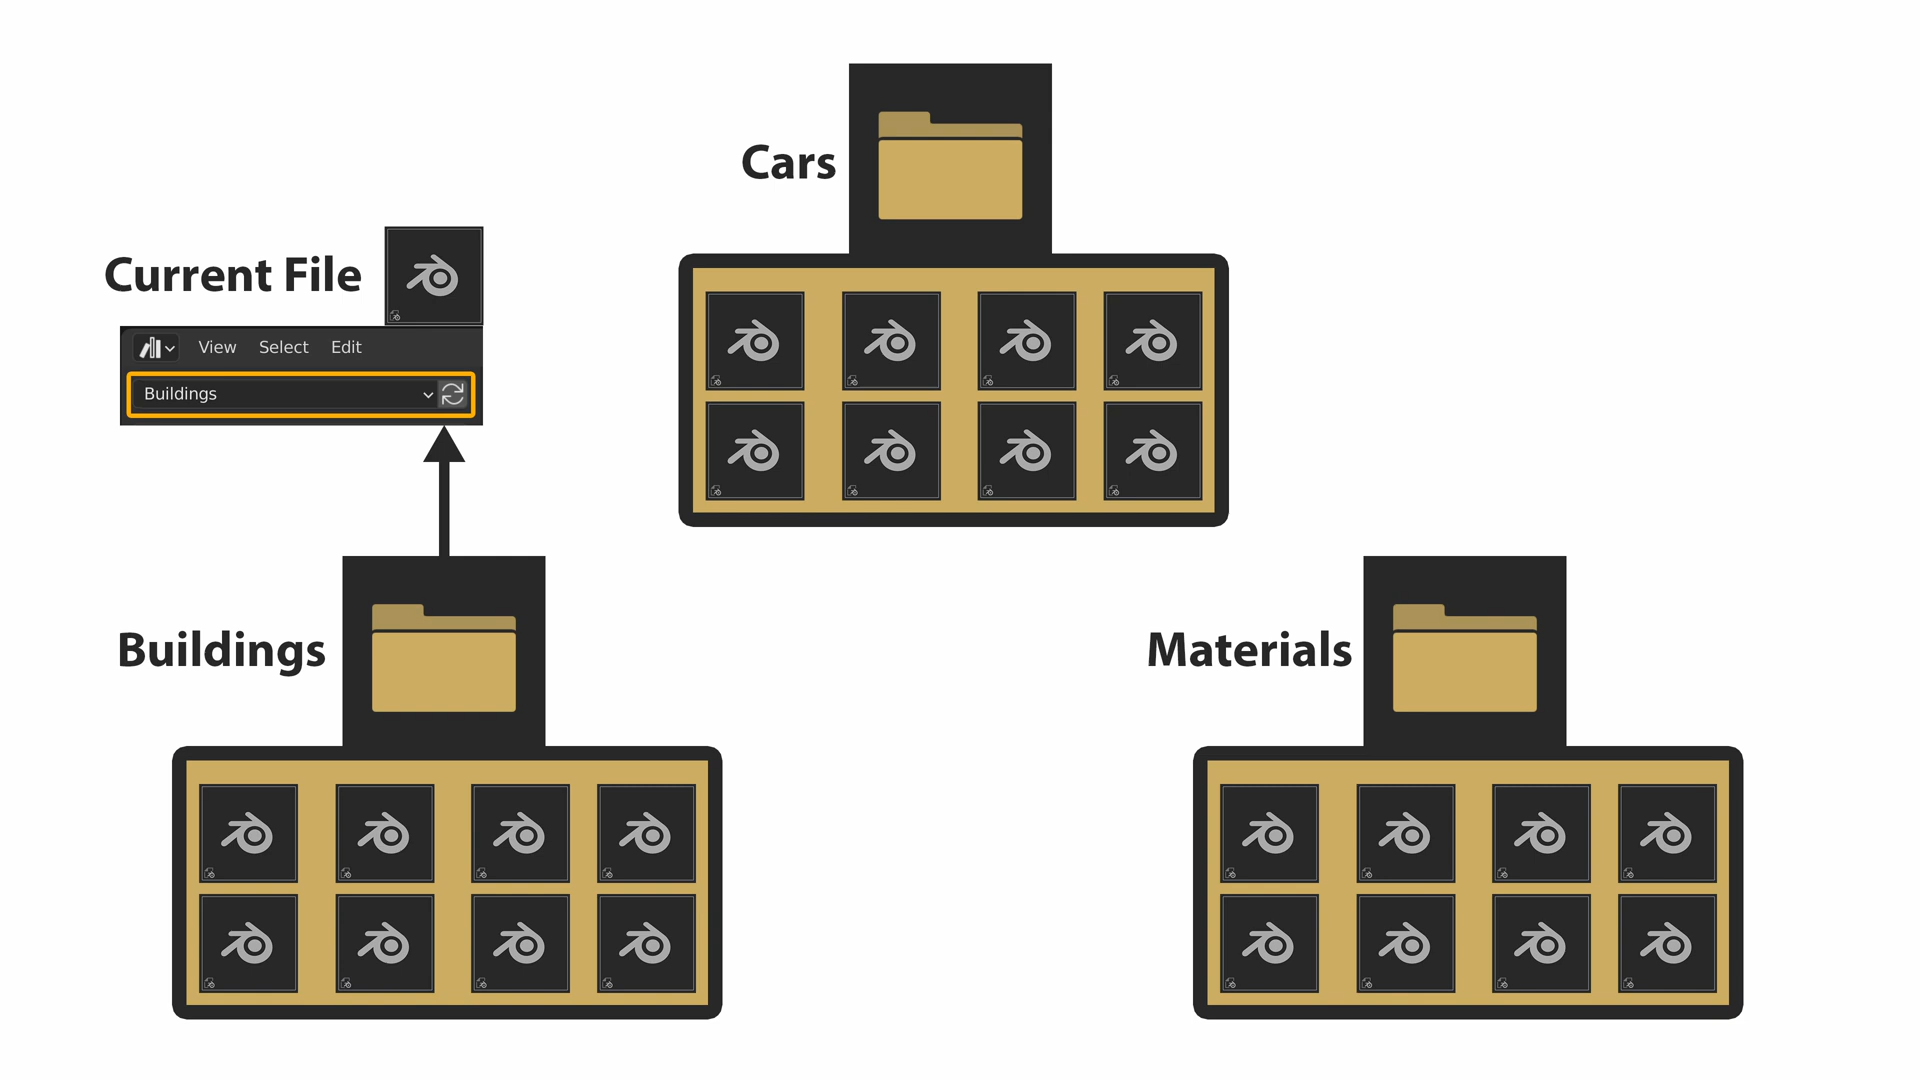 Cars
Current File
View Select Edit
Buildings
Buildings
Materials